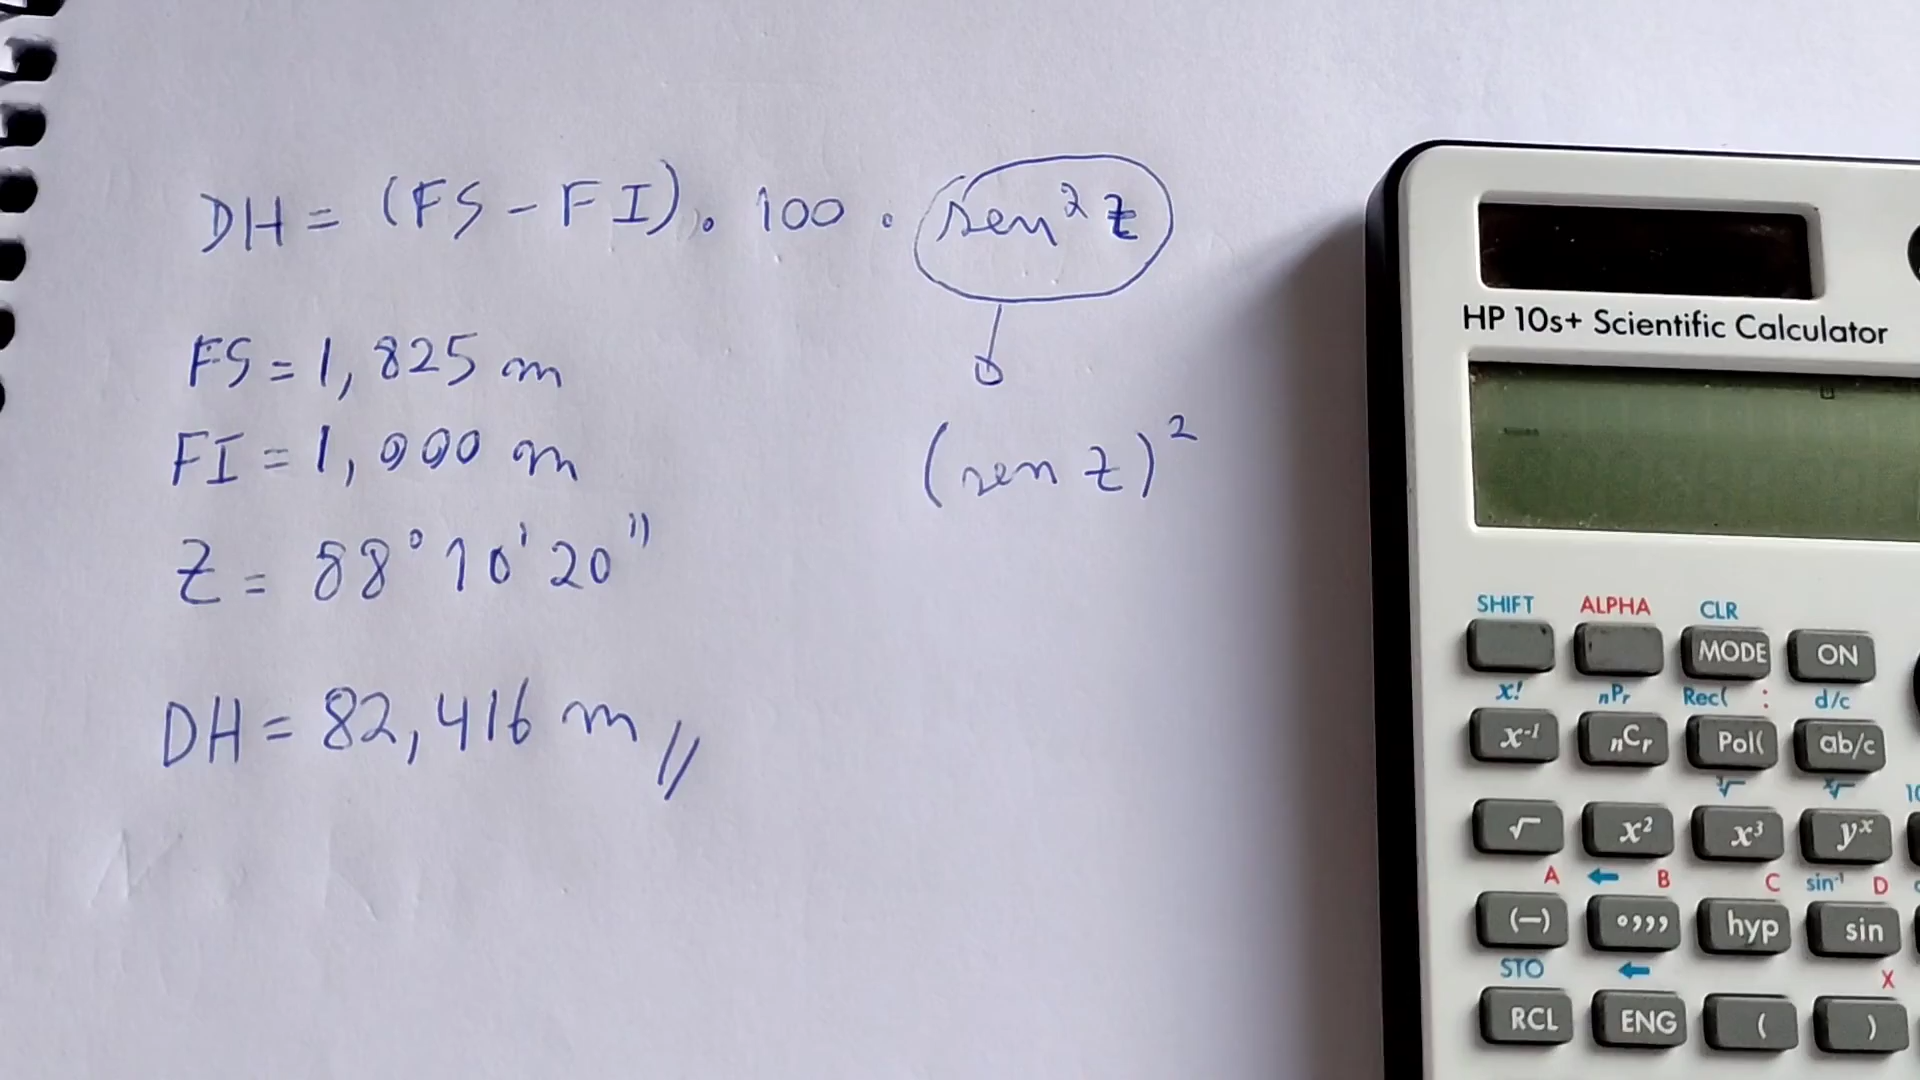 DH = (FS - FI) . 100 . sen² z
FS = 1,825 m
FI = 1,000 m
Z = 88° 10' 20"
DH = 82,416 m //
(sen z)²
HP 10s+ Scientific Calculator
SHIFT ALPHA CLR
MODE ON
x! nPr Rec( : d/c
x⁻¹ nCr Pol( ab/c
³√ ˣ√ 10
√ x² x³ yˣ
A ← B C sin⁻¹ D
(−) °,,, hyp sin
STO ← X
RCL ENG ( )